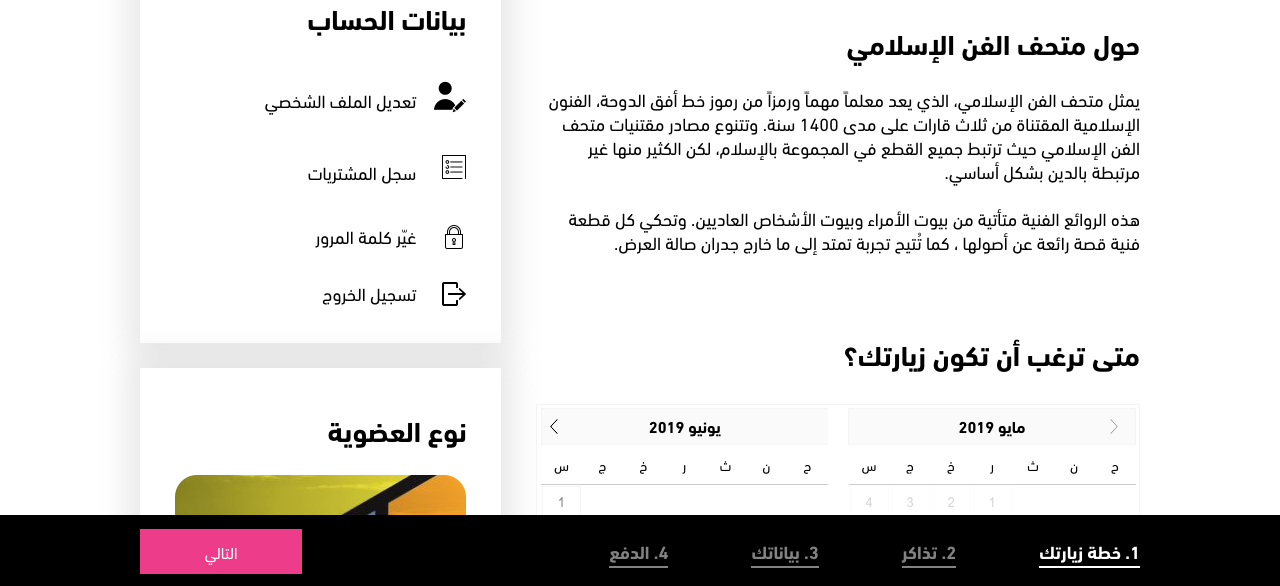 حول متحف الفن الإسلامي
يمثل متحف الفن الإسلامي، الذي يعد معلماً مهماً ورمزاً من رموز خط أفق الدوحة، الفنون
الإسلامية المقتناة من ثلاث قارات على مدى 1400 سنة. وتتنوع مصادر مقتنيات متحف
الفن الإسلامي حيث ترتبط جميع القطع في المجموعة بالإسلام، لكن الكثير منها غير
مرتبطة بالدين بشكل أساسي.
هذه الروائع الفنية متأتية من بيوت الأمراء وبيوت الأشخاص العاديين. وتحكي كل قطعة
فنية قصة رائعة عن أصولها ، كما تُتيح تجربة تمتد إلى ما خارج جدران صالة العرض.
متى ترغب أن تكون زيارتك؟
مايو 2019
ح ن ث ر خ ج س
1 2 3 4
يونيو 2019
ح ن ث ر خ ج س
1
بيانات الحساب
تعديل الملف الشخصي
سجل المشتريات
غيّر كلمة المرور
تسجيل الخروج
نوع العضوية
1. خطة زيارتك
2. تذاكر
3. بياناتك
4. الدفع
التالي